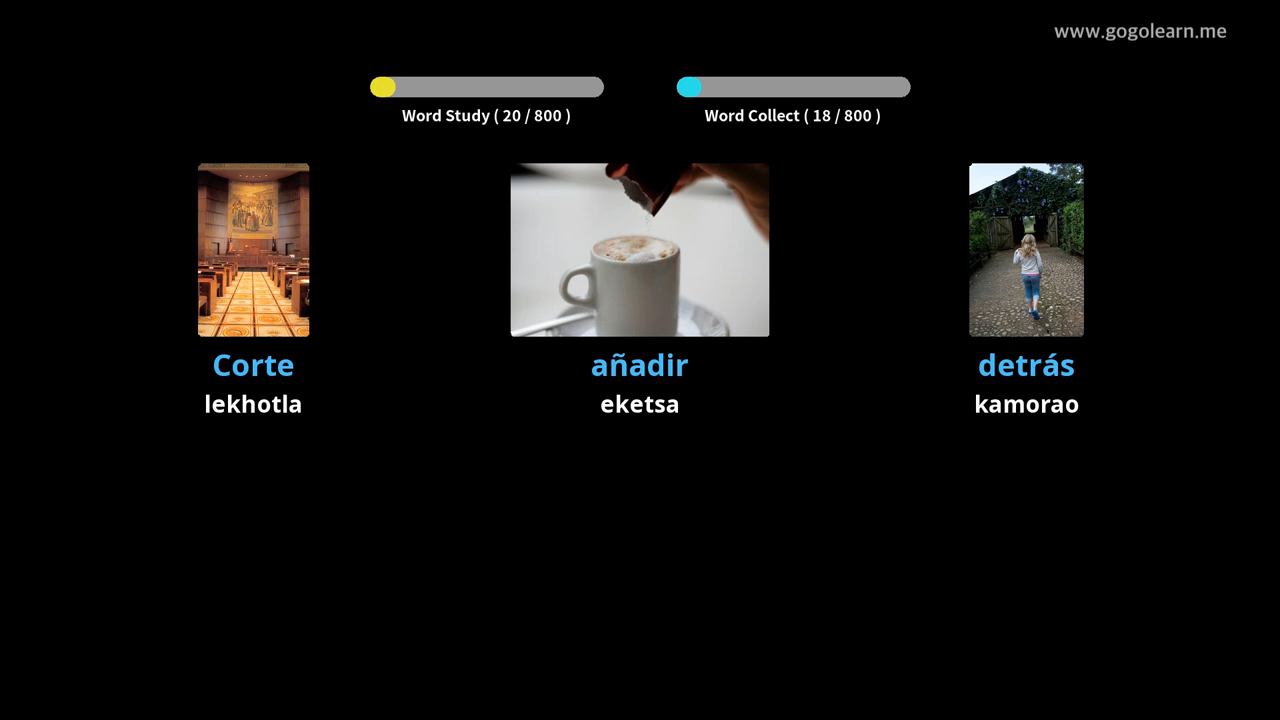 www.gogolearn.me
Word Study ( 20 / 800 )
Word Collect ( 18 / 800 )
Corte
lekhotla
añadir
eketsa
detrás
kamorao